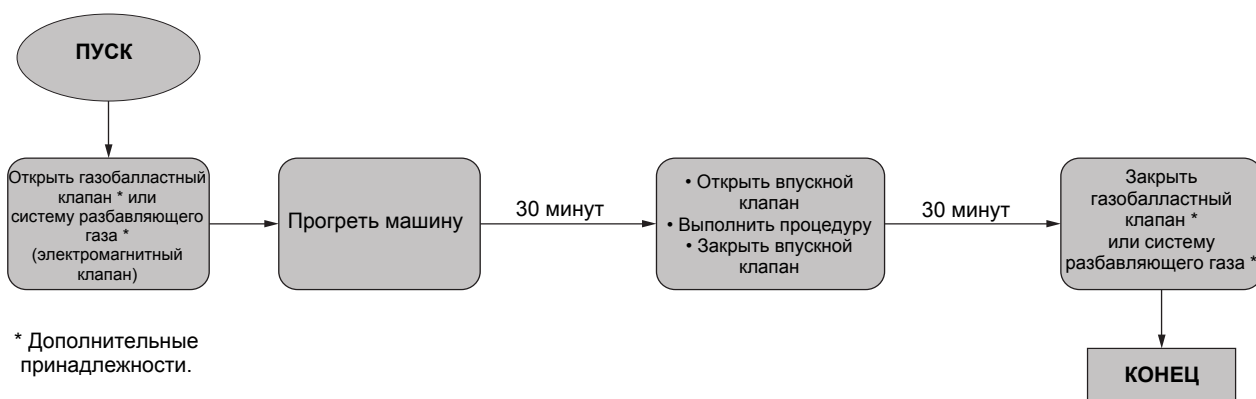 ПУСК
Открыть газобалластный
клапан * или
систему разбавляющего
газа *
(электромагнитный
клапан)
Прогреть машину
30 минут
• Открыть впускной
клапан
• Выполнить процедуру
• Закрыть впускной
клапан
30 минут
Закрыть
газобалластный
клапан *
или систему
разбавляющего газа *
* Дополнительные
принадлежности.
КОНЕЦ